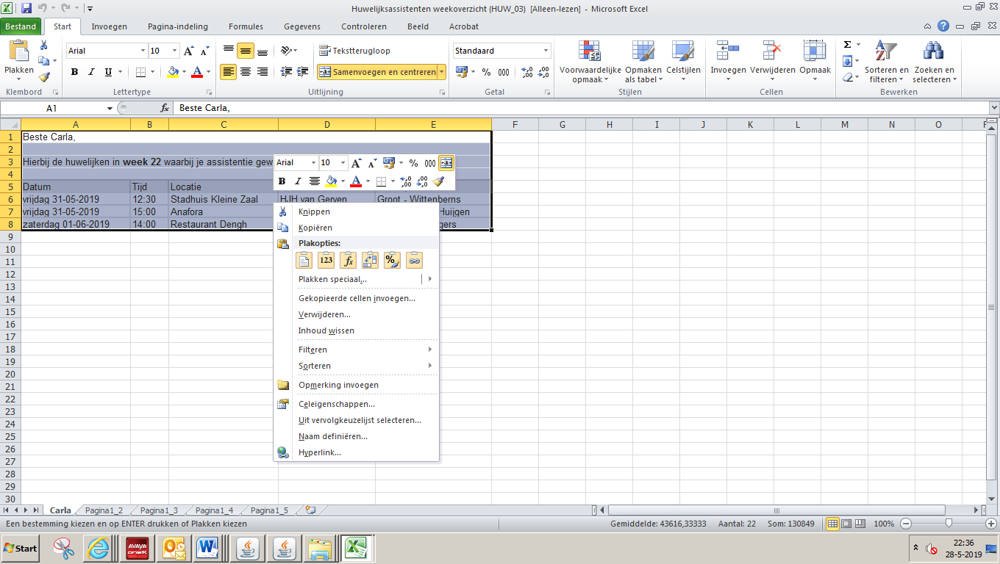 Huwelijksassistenten weekoverzicht (HUW_03) [Alleen-lezen] - Microsoft Excel
Bestand Start Invoegen Pagina-indeling Formules Gegevens Controleren Beeld Acrobat
Plakken
Klembord
Arial 10
B I U
Lettertype
Tekstterugloop
Samenvoegen en centreren
Uitlijning
Standaard
% 000 ,00 ,00
Getal
Voorwaardelijke opmaak
Opmaken als tabel
Celstijlen
Stijlen
Invoegen Verwijderen Opmaak
Cellen
Sorteren en filteren
Zoeken en selecteren
Bewerken
A1 fx Beste Carla,
A B C D E F G H I J K L M N O
1 Beste Carla,
2
3 Hierbij de huwelijken in week 22 waarbij je assistentie
4
5 Datum Tijd Locatie
6 vrijdag 31-05-2019 12:30 Stadhuis Kleine Zaal HJH van Gerven Groot - Wittenberns
7 vrijdag 31-05-2019 15:00 Anafora Huijgen
8 zaterdag 01-06-2019 14:00 Restaurant Dengh
9
10
11
12
13
14
15
16
17
18
19
20
21
22
23
24
25
26
27
28
29
30
Arial 10 % 000
B I A ,00 ,00
Knippen
Kopiëren
Plakopties:
123 fx %
Plakken speciaal...
Gekopieerde cellen invoegen...
Verwijderen...
Inhoud wissen
Filteren
Sorteren
Opmerking invoegen
Celeigenschappen...
Uit vervolgkeuzelijst selecteren...
Naam definiëren...
Hyperlink...
Carla Pagina1_2 Pagina1_3 Pagina1_4 Pagina1_5
Een bestemming kiezen en op ENTER drukken of Plakken kiezen Gemiddelde: 43616,33333 Aantal: 22 Som: 130849 100%
Start AVAYA one-X 22:36
28-5-2019